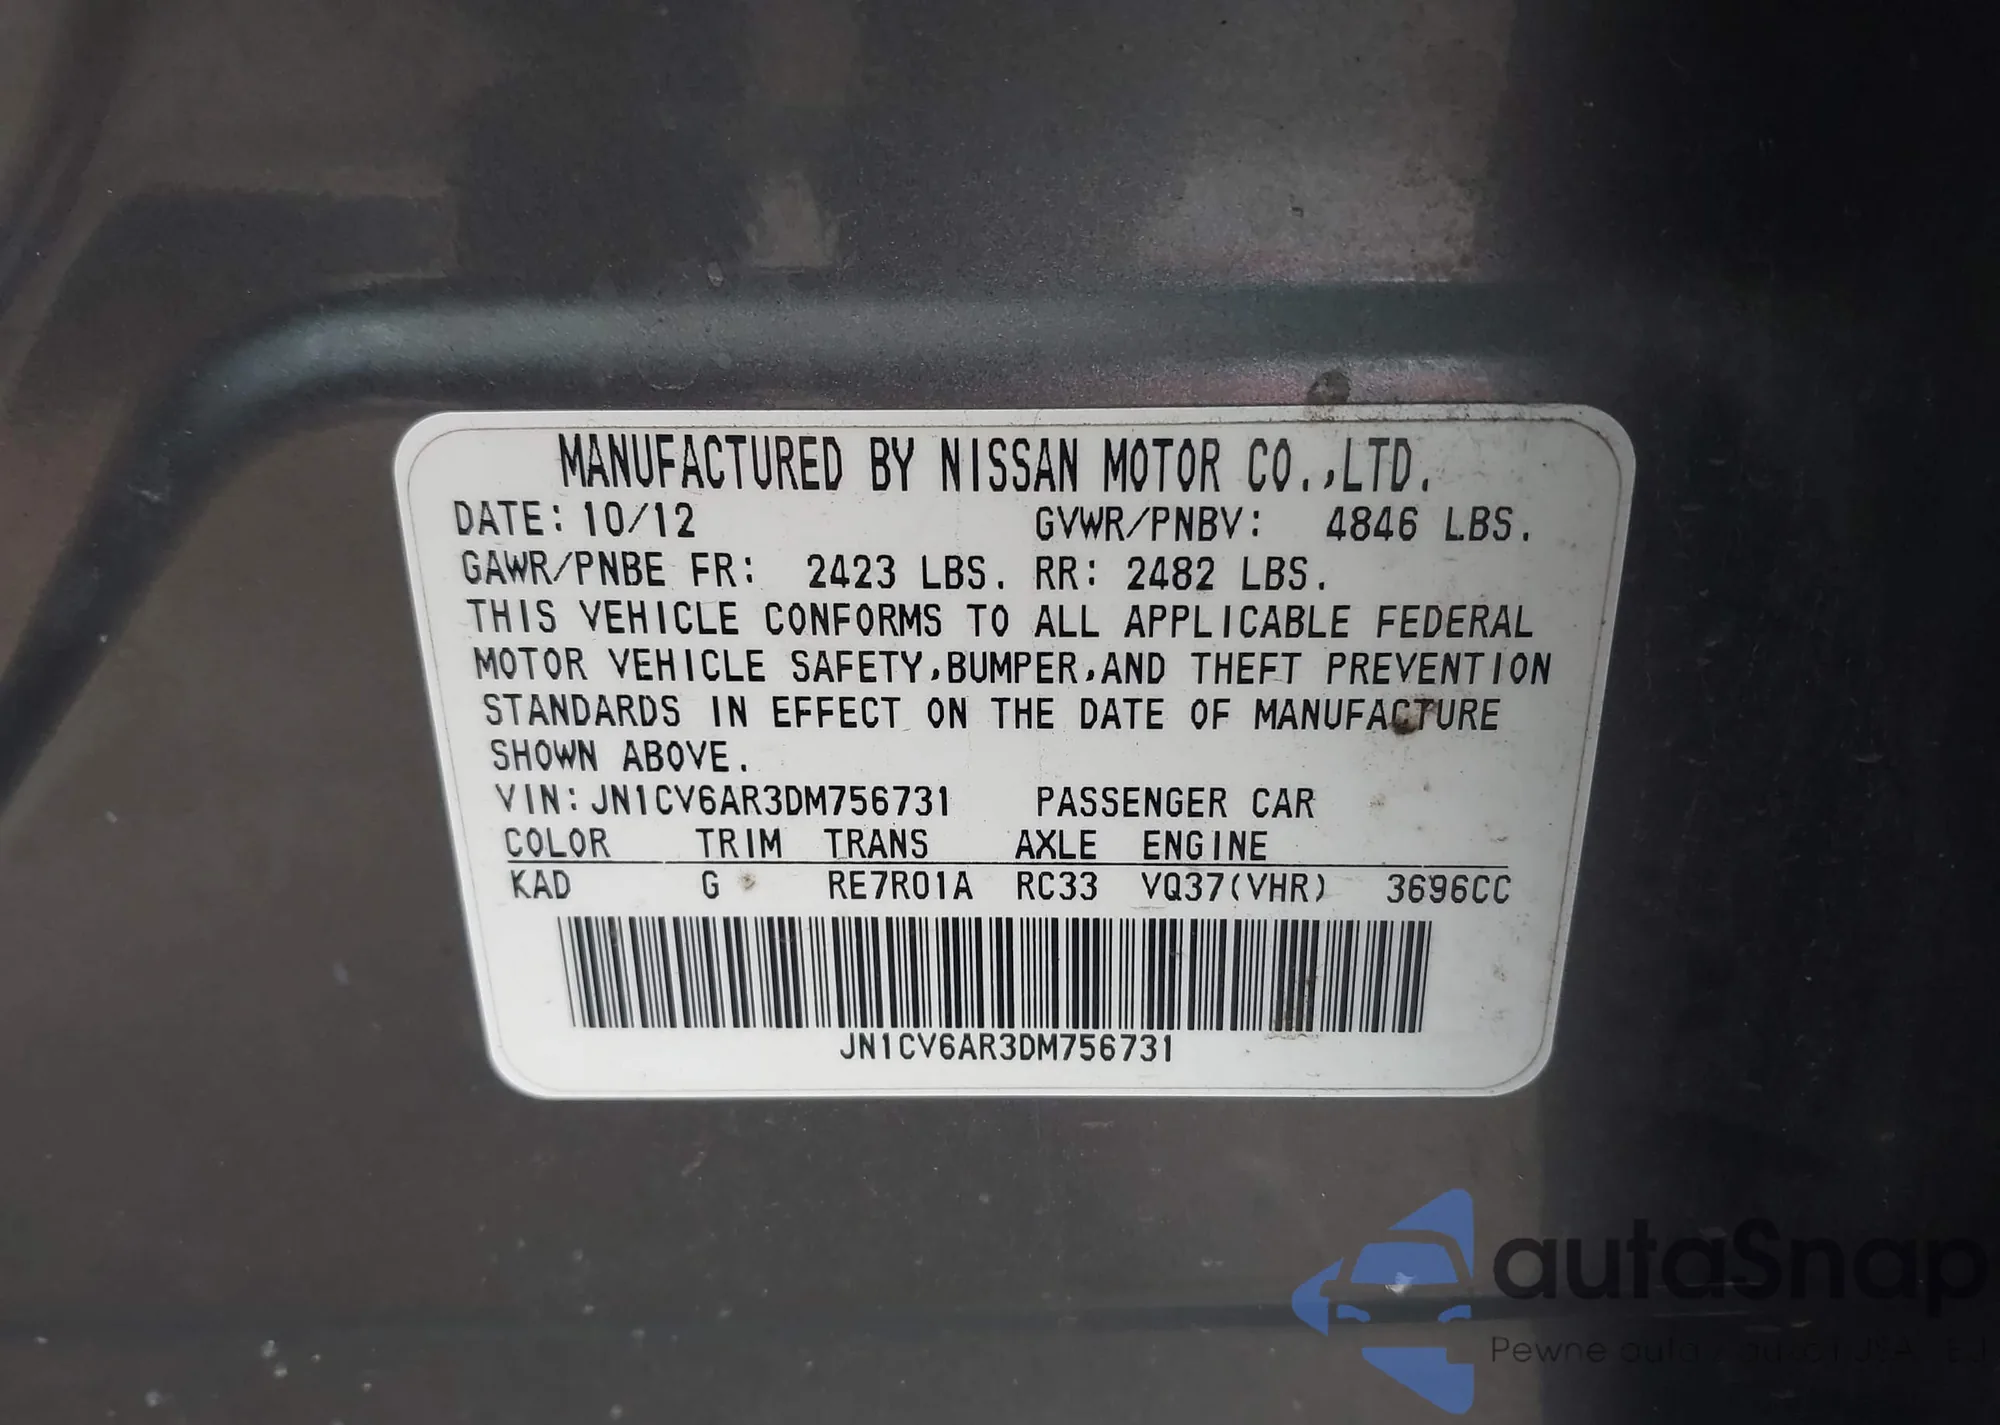 MANUFACTURED BY NISSAN MOTOR CO.,LTD.
DATE: 10/12 GVWR/PNBV: 4846 LBS.
GAWR/PNBE FR: 2423 LBS. RR: 2482 LBS.
THIS VEHICLE CONFORMS TO ALL APPLICABLE FEDERAL
MOTOR VEHICLE SAFETY,BUMPER,AND THEFT PREVENTION
STANDARDS IN EFFECT ON THE DATE OF MANUFACTURE
SHOWN ABOVE.
VIN:JN1CV6AR3DM756731 PASSENGER CAR
COLOR TRIM TRANS AXLE ENGINE
KAD G RE7R01A RC33 VQ37(VHR) 3696CC
JN1CV6AR3DM756731
autaSnap
Pewne auta